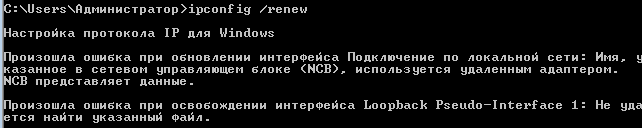 C:\Users\Администратор>ipconfig /renew
Настройка протокола IP для Windows
Произошла ошибка при обновлении интерфейса Подключение по локальной сети: Имя, у
казанное в сетевом управляющем блоке (NCB), используется удаленным адаптером.
NCB представляет данные.
Произошла ошибка при освобождении интерфейса Loopback Pseudo-Interface 1: Не уда
ется найти указанный файл.